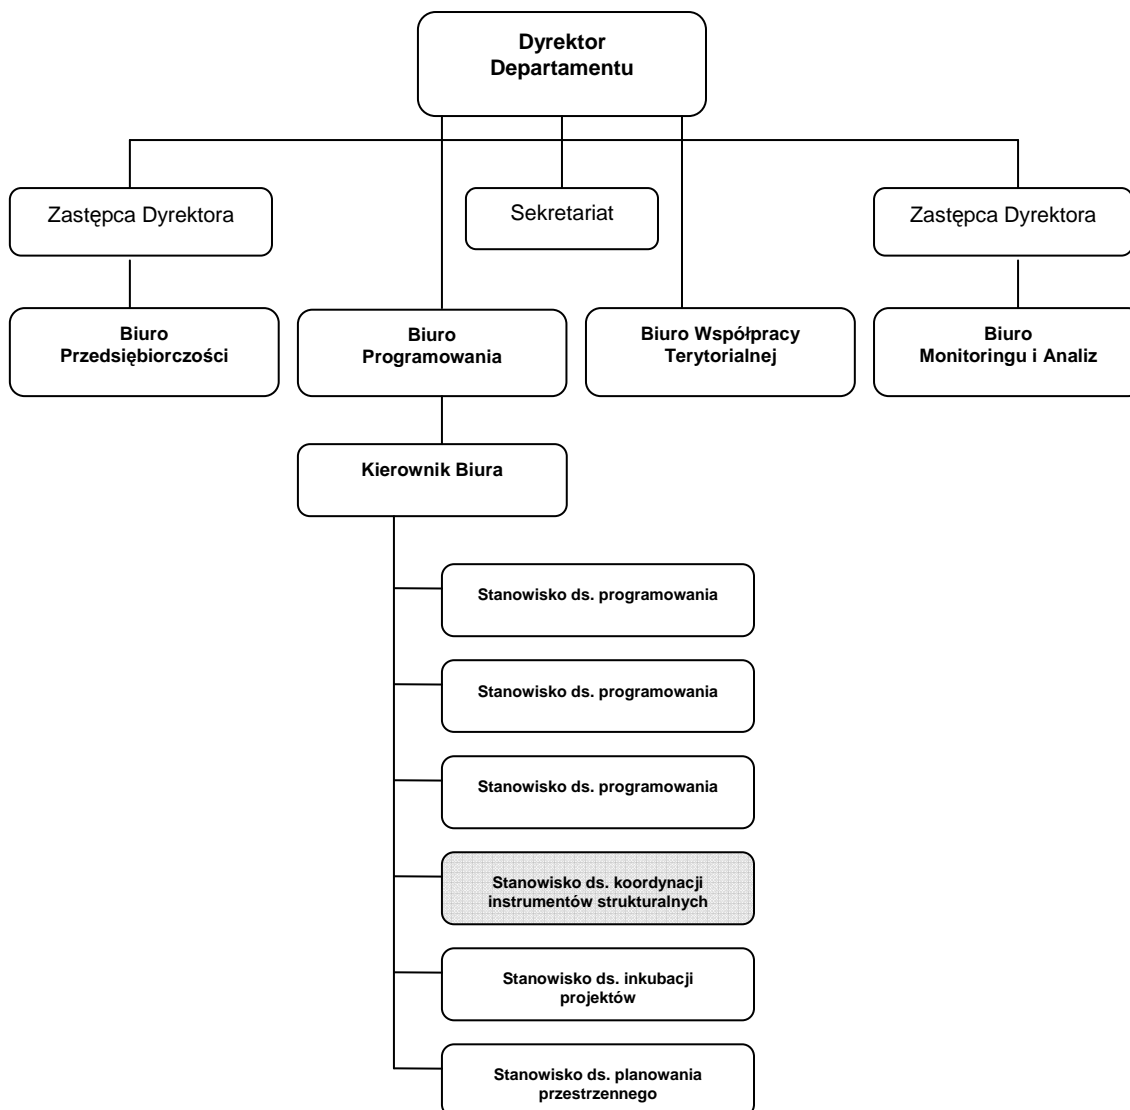 Dyrektor
Departamentu
Zastępca Dyrektora
Sekretariat
Zastępca Dyrektora
Biuro
Przedsiębiorczości
Biuro
Programowania
Biuro Współpracy
Terytorialnej
Biuro
Monitoringu i Analiz
Kierownik Biura
Stanowisko ds. programowania
Stanowisko ds. programowania
Stanowisko ds. programowania
Stanowisko ds. koordynacji
instrumentów strukturalnych
Stanowisko ds. inkubacji
projektów
Stanowisko ds. planowania
przestrzennego